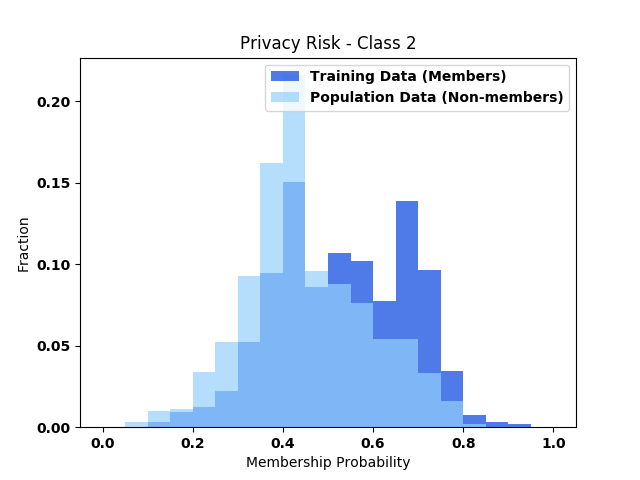 Privacy Risk - Class 2
Training Data (Members)
Population Data (Non-members)
0.20
0.15
0.10
0.05
0.00
Fraction
0.0 0.2 0.4 0.6 0.8 1.0
Membership Probability